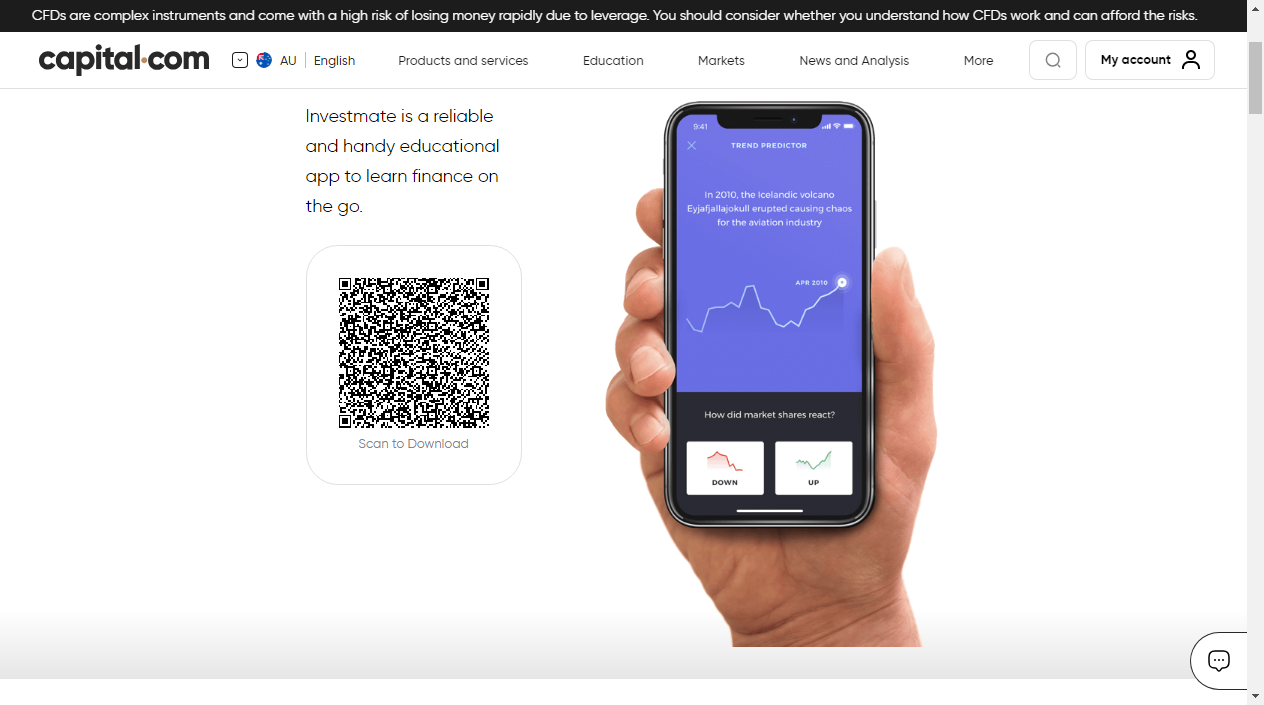 CFDs are complex instruments and come with a high risk of losing money rapidly due to leverage. You should consider whether you understand how CFDs work and can afford the risks.
capital.com
AU English
Products and services
Education
Markets
News and Analysis
More
My account
Investmate is a reliable
and handy educational
app to learn finance on
the go.
Scan to Download
9:41
TREND PREDICTOR
In 2010, the Icelandic volcano
Eyjafjallajokull erupted causing chaos
for the aviation industry
APR 2010
How did market shares react?
DOWN
UP